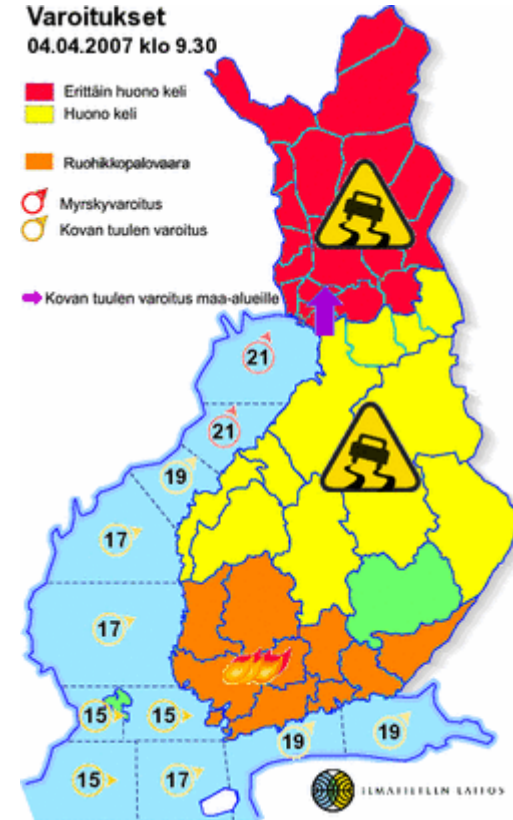 Varoitukset
04.04.2007 klo 9.30
Erittäin huono keli
Huono keli
Ruohikkopalovaara
Myrskyvaroitus
Kovan tuulen varoitus
Kovan tuulen varoitus maa-alueille
21
21
19
17
17
15
15
19
19
15
17
ILMATIETEEN LAITOS